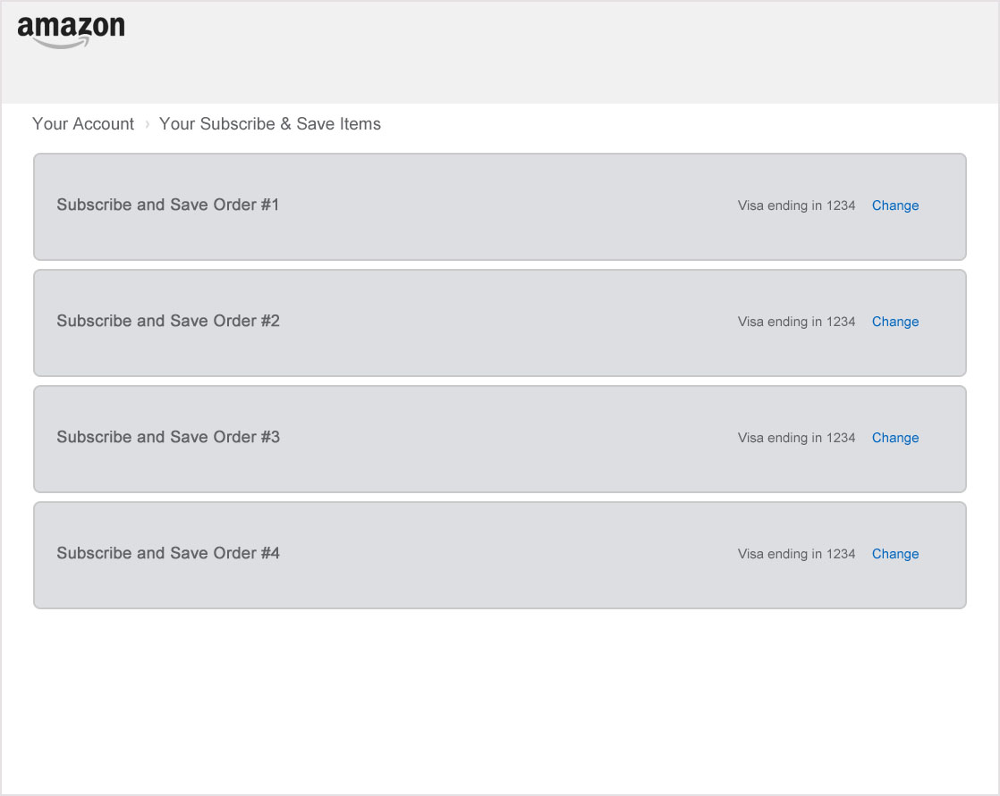 amazon
Your Account › Your Subscribe & Save Items
Subscribe and Save Order #1 Visa ending in 1234 Change
Subscribe and Save Order #2 Visa ending in 1234 Change
Subscribe and Save Order #3 Visa ending in 1234 Change
Subscribe and Save Order #4 Visa ending in 1234 Change